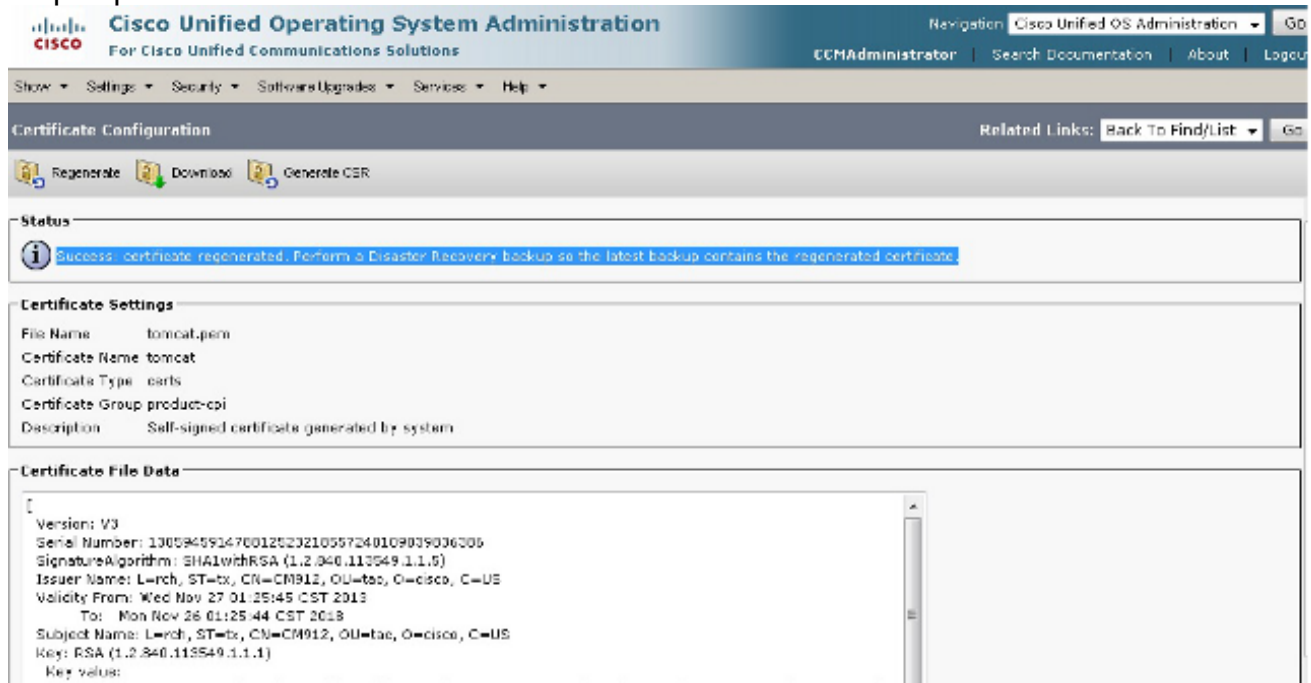 Cisco Unified Operating System Administration
For Cisco Unified Communications Solutions
CISCO
Navigation Cisco Unified OS Administration Go
CCMAdministrator | Search Documentation | About | Logou
Show Settings Security Software Upgrades Services Help
Certificate Configuration
Related Links: Back To Find/List Go
Regenerate Download Generate CSR
Status
Success: certificate regenerated. Perform a Disaster Recovery backup so the latest backup contains the regenerated certificate.
Certificate Settings
File Name tomcat.pem
Certificate Name tomcat
Certificate Type certs
Certificate Group product-cpi
Description Self-signed certificate generated by system
Certificate File Data
[
Version: V3
Serial Number:
SignatureAlgorithm: SHA1withRSA (1.2.840.113549.1.1.5)
Issuer Name: L=rch, ST=tx, CN=CM912, OU=tac, O=cisco, C=US
Validity From: Wed Nov 27 01:25:45 CST 2013
To: Mon Nov 26 01:25:44 CST 2018
Subject Name: L=rch, ST=tx, CN=CM912, OU=tac, O=cisco, C=US
Key: RSA (1.2.840.113549.1.1.1)
Key value: